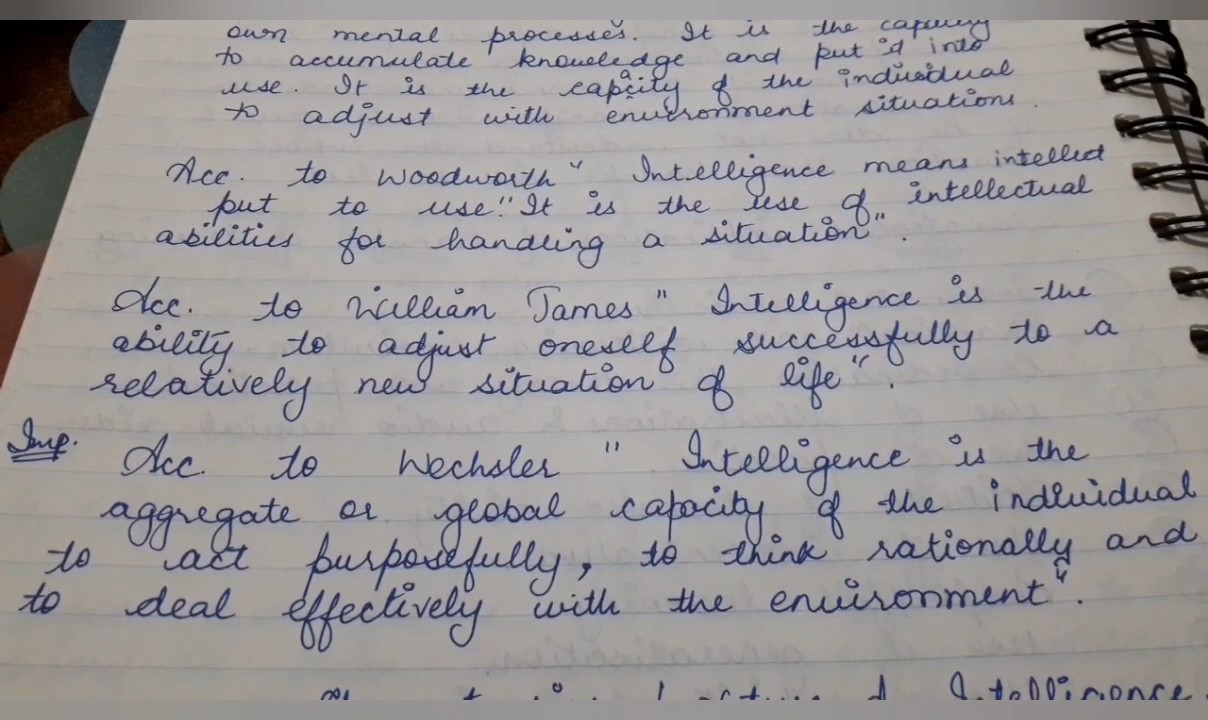 own mental processes. It is the capacity
to accumulate knowledge and put it into
use. It is the capacity of the individual
to adjust with environment situations.
Acc. to Woodworth " Intelligence means intellect
put to use." It is the use of intellectual
abilities for handling a situation".
Acc. to William James " Intelligence is the
ability to adjust oneself successfully to a
relatively new situation of life".
Imp.
Acc. to Wechsler " Intelligence is the
aggregate or global capacity of the individual
to act purposefully, to think rationally and
to deal effectively with the environment".
Intelligence